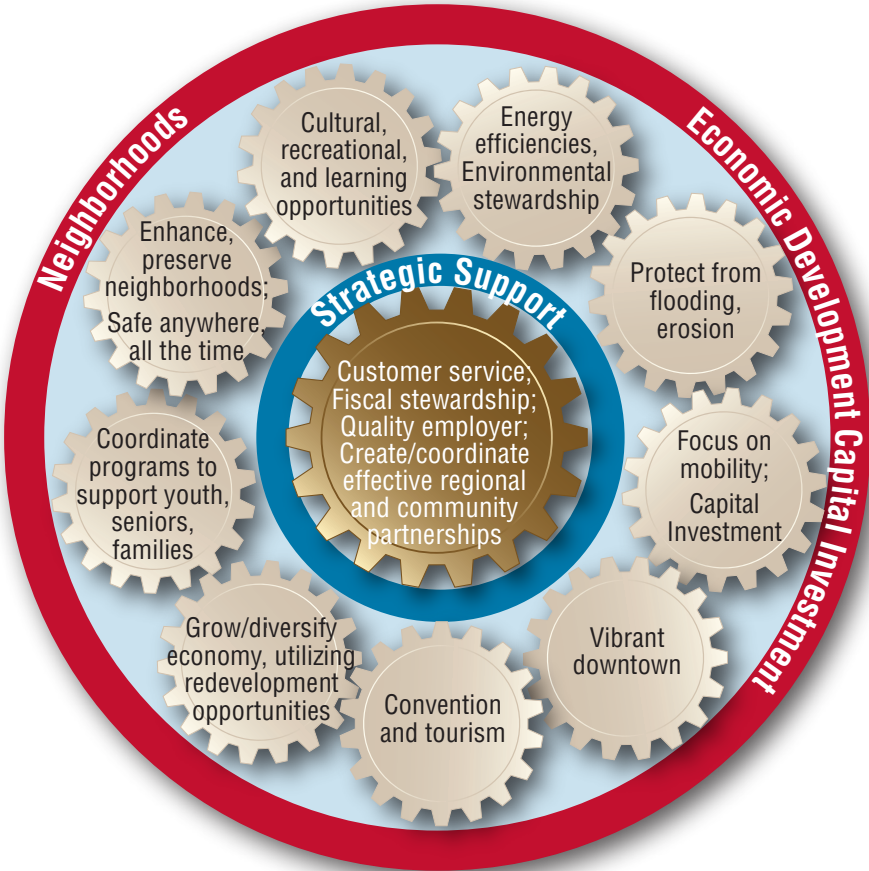 Neighborhoods
Economic Development Capital Investment
Cultural,
recreational,
and learning
opportunities
Energy
efficiencies,
Environmental
stewardship
Enhance,
preserve
neighborhoods;
Safe anywhere,
all the time
Protect from
flooding,
erosion
Strategic Support
Customer service,
Fiscal stewardship;
Quality employer;
Create/coordinate
effective regional
and community
partnerships
Coordinate
programs to
support youth,
seniors,
families
Focus on
mobility;
Capital
Investment
Grow/diversify
economy, utilizing
redevelopment
opportunities
Convention
and tourism
Vibrant
downtown